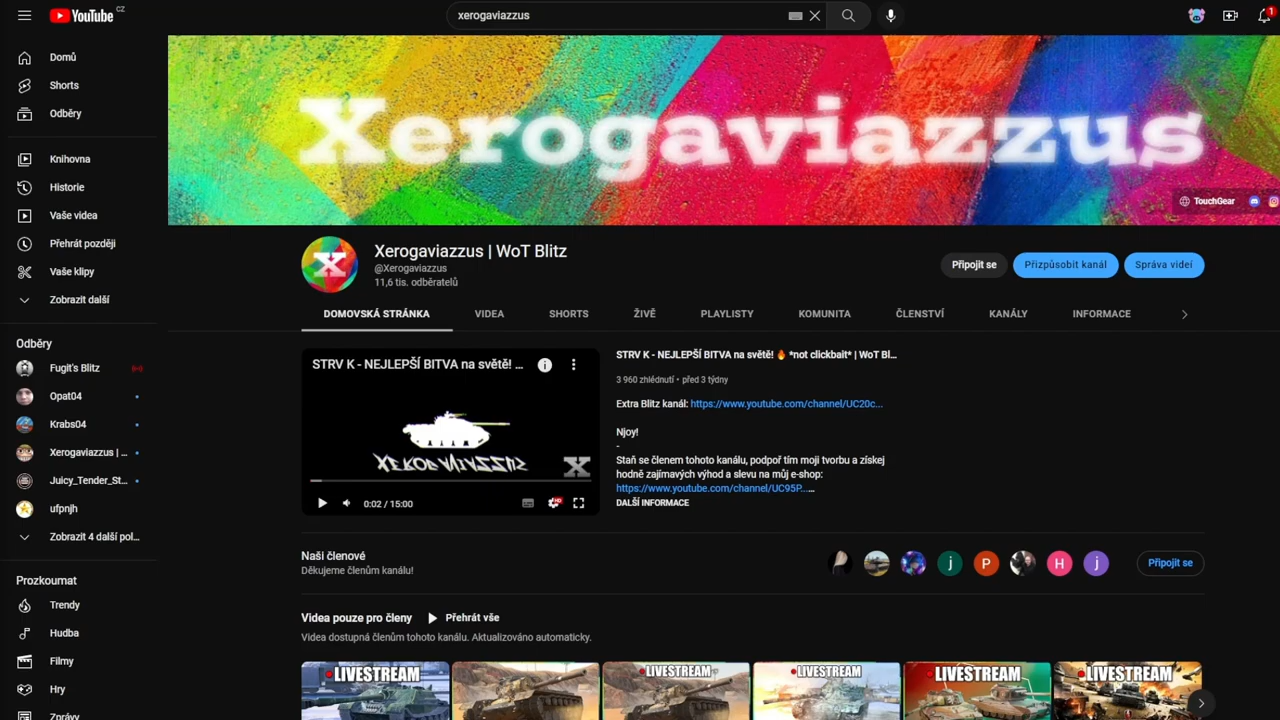 YouTube CZ
xerogaviazzus
1
Domů
Shorts
Odběry
Knihovna
Historie
Vaše videa
Přehrát později
Vaše klipy
Zobrazit další
Odběry
Fugit's Blitz
Opat04
Krabs04
Xerogaviazzus | ...
Juicy_Tender_St...
ufpnjh
Zobrazit 4 další pol...
Prozkoumat
Trendy
Hudba
Filmy
Hry
Zprávy
Xerogaviazzus
TouchGear
X
Xerogaviazzus | WoT Blitz
@Xerogaviazzus
11,6 tis. odběratelů
Připojit se
Přizpůsobit kanál
Správa videí
DOMOVSKÁ STRÁNKA
VIDEA
SHORTS
ŽIVĚ
PLAYLISTY
KOMUNITA
ČLENSTVÍ
KANÁLY
INFORMACE
STRV K - NEJLEPŠÍ BITVA na světě! ...
X
0:02 / 15:00
HD
STRV K - NEJLEPŠÍ BITVA na světě! 🔥 *not clickbait* | WoT Bl...
3 960 zhlédnutí • před 3 týdny
Extra Blitz kanál: https://www.youtube.com/channel/UC20c...
Njoy!
-
Staň se členem tohoto kanálu, podpoř tím moji tvorbu a získej
hodně zajímavých výhod a slevu na můj e-shop:
https://www.youtube.com/channel/UC95P...…
DALŠÍ INFORMACE
Naši členové
Děkujeme členům kanálu!
j
P
H
j
Připojit se
Videa pouze pro členy
Přehrát vše
Videa dostupná členům tohoto kanálu. Aktualizováno automaticky.
LIVESTREAM
LIVESTREAM
LIVESTREAM
LIVESTREAM
LIVESTREAM